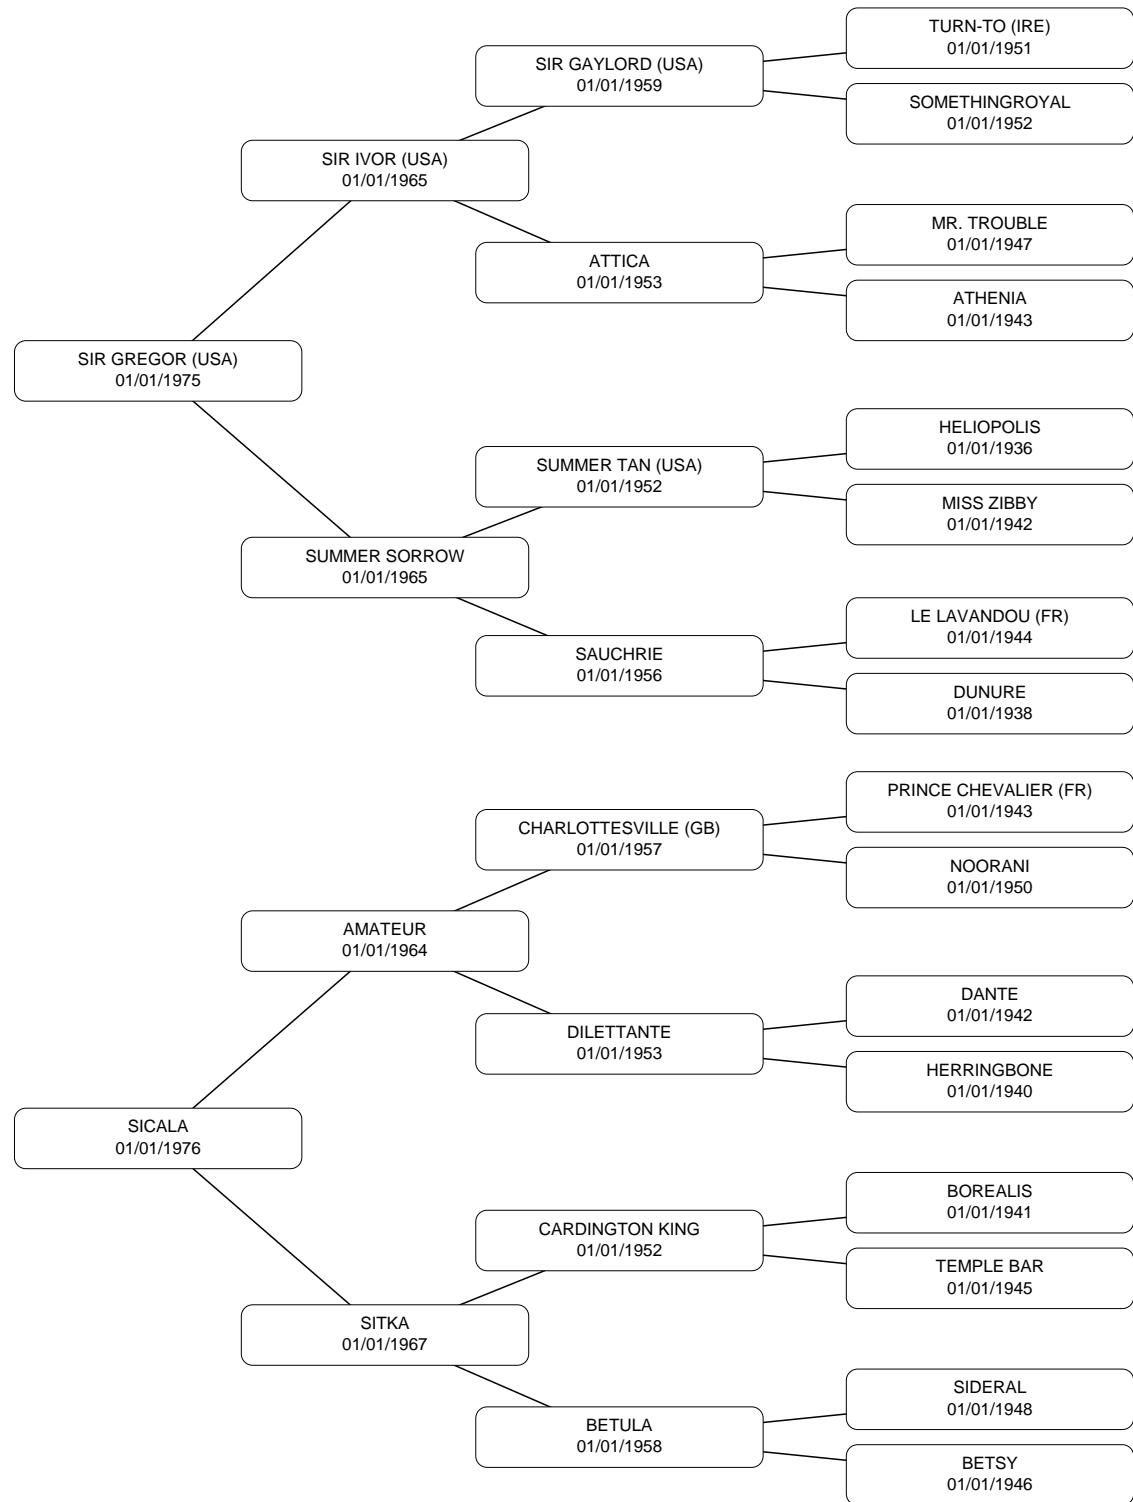 TURN-TO (IRE)
01/01/1951
SIR GAYLORD (USA)
01/01/1959
SOMETHINGROYAL
01/01/1952
SIR IVOR (USA)
01/01/1965
MR. TROUBLE
01/01/1947
ATTICA
01/01/1953
ATHENIA
01/01/1943
SIR GREGOR (USA)
01/01/1975
HELIOPOLIS
01/01/1936
SUMMER TAN (USA)
01/01/1952
MISS ZIBBY
01/01/1942
SUMMER SORROW
01/01/1965
LE LAVANDOU (FR)
01/01/1944
SAUCHRIE
01/01/1956
DUNURE
01/01/1938
PRINCE CHEVALIER (FR)
01/01/1943
CHARLOTTESVILLE (GB)
01/01/1957
NOORANI
01/01/1950
AMATEUR
01/01/1964
DANTE
01/01/1942
DILETTANTE
01/01/1953
HERRINGBONE
01/01/1940
SICALA
01/01/1976
BOREALIS
01/01/1941
CARDINGTON KING
01/01/1952
TEMPLE BAR
01/01/1945
SITKA
01/01/1967
SIDERAL
01/01/1948
BETULA
01/01/1958
BETSY
01/01/1946